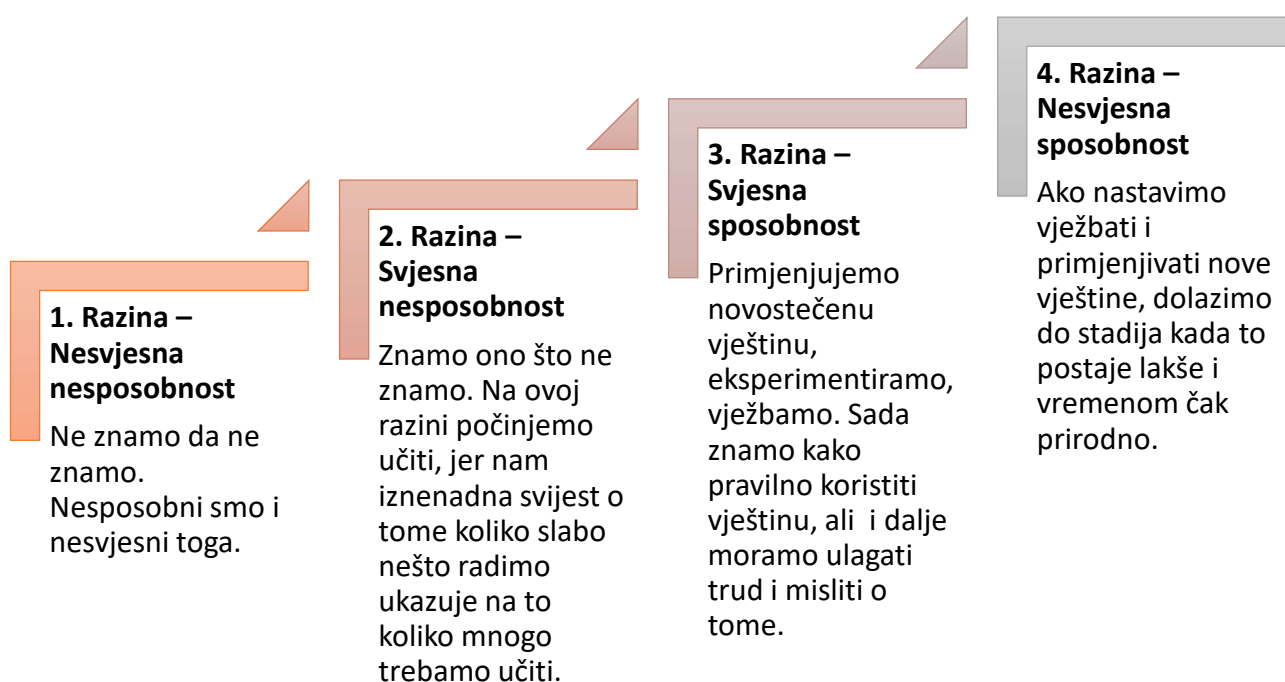 1. Razina –
Nesvjesna
nesposobnost
Ne znamo da ne
znamo.
Nesposobni smo i
nesvjesni toga.
2. Razina –
Svjesna
nesposobnost
Znamo ono što ne
znamo. Na ovoj
razini počinjemo
učiti, jer nam
iznenadna svijest o
tome koliko slabo
nešto radimo
ukazuje na to
koliko mnogo
trebamo učiti.
3. Razina –
Svjesna
sposobnost
Primjenjujemo
novostečenu
vještinu,
eksperimentiramo,
vježbamo. Sada
znamo kako
pravilno koristiti
vještinu, ali  i dalje
moramo ulagati
trud i misliti o
tome.
4. Razina –
Nesvjesna
sposobnost
Ako nastavimo
vježbati i
primjenjivati nove
vještine, dolazimo
do stadija kada to
postaje lakše i
vremenom čak
prirodno.